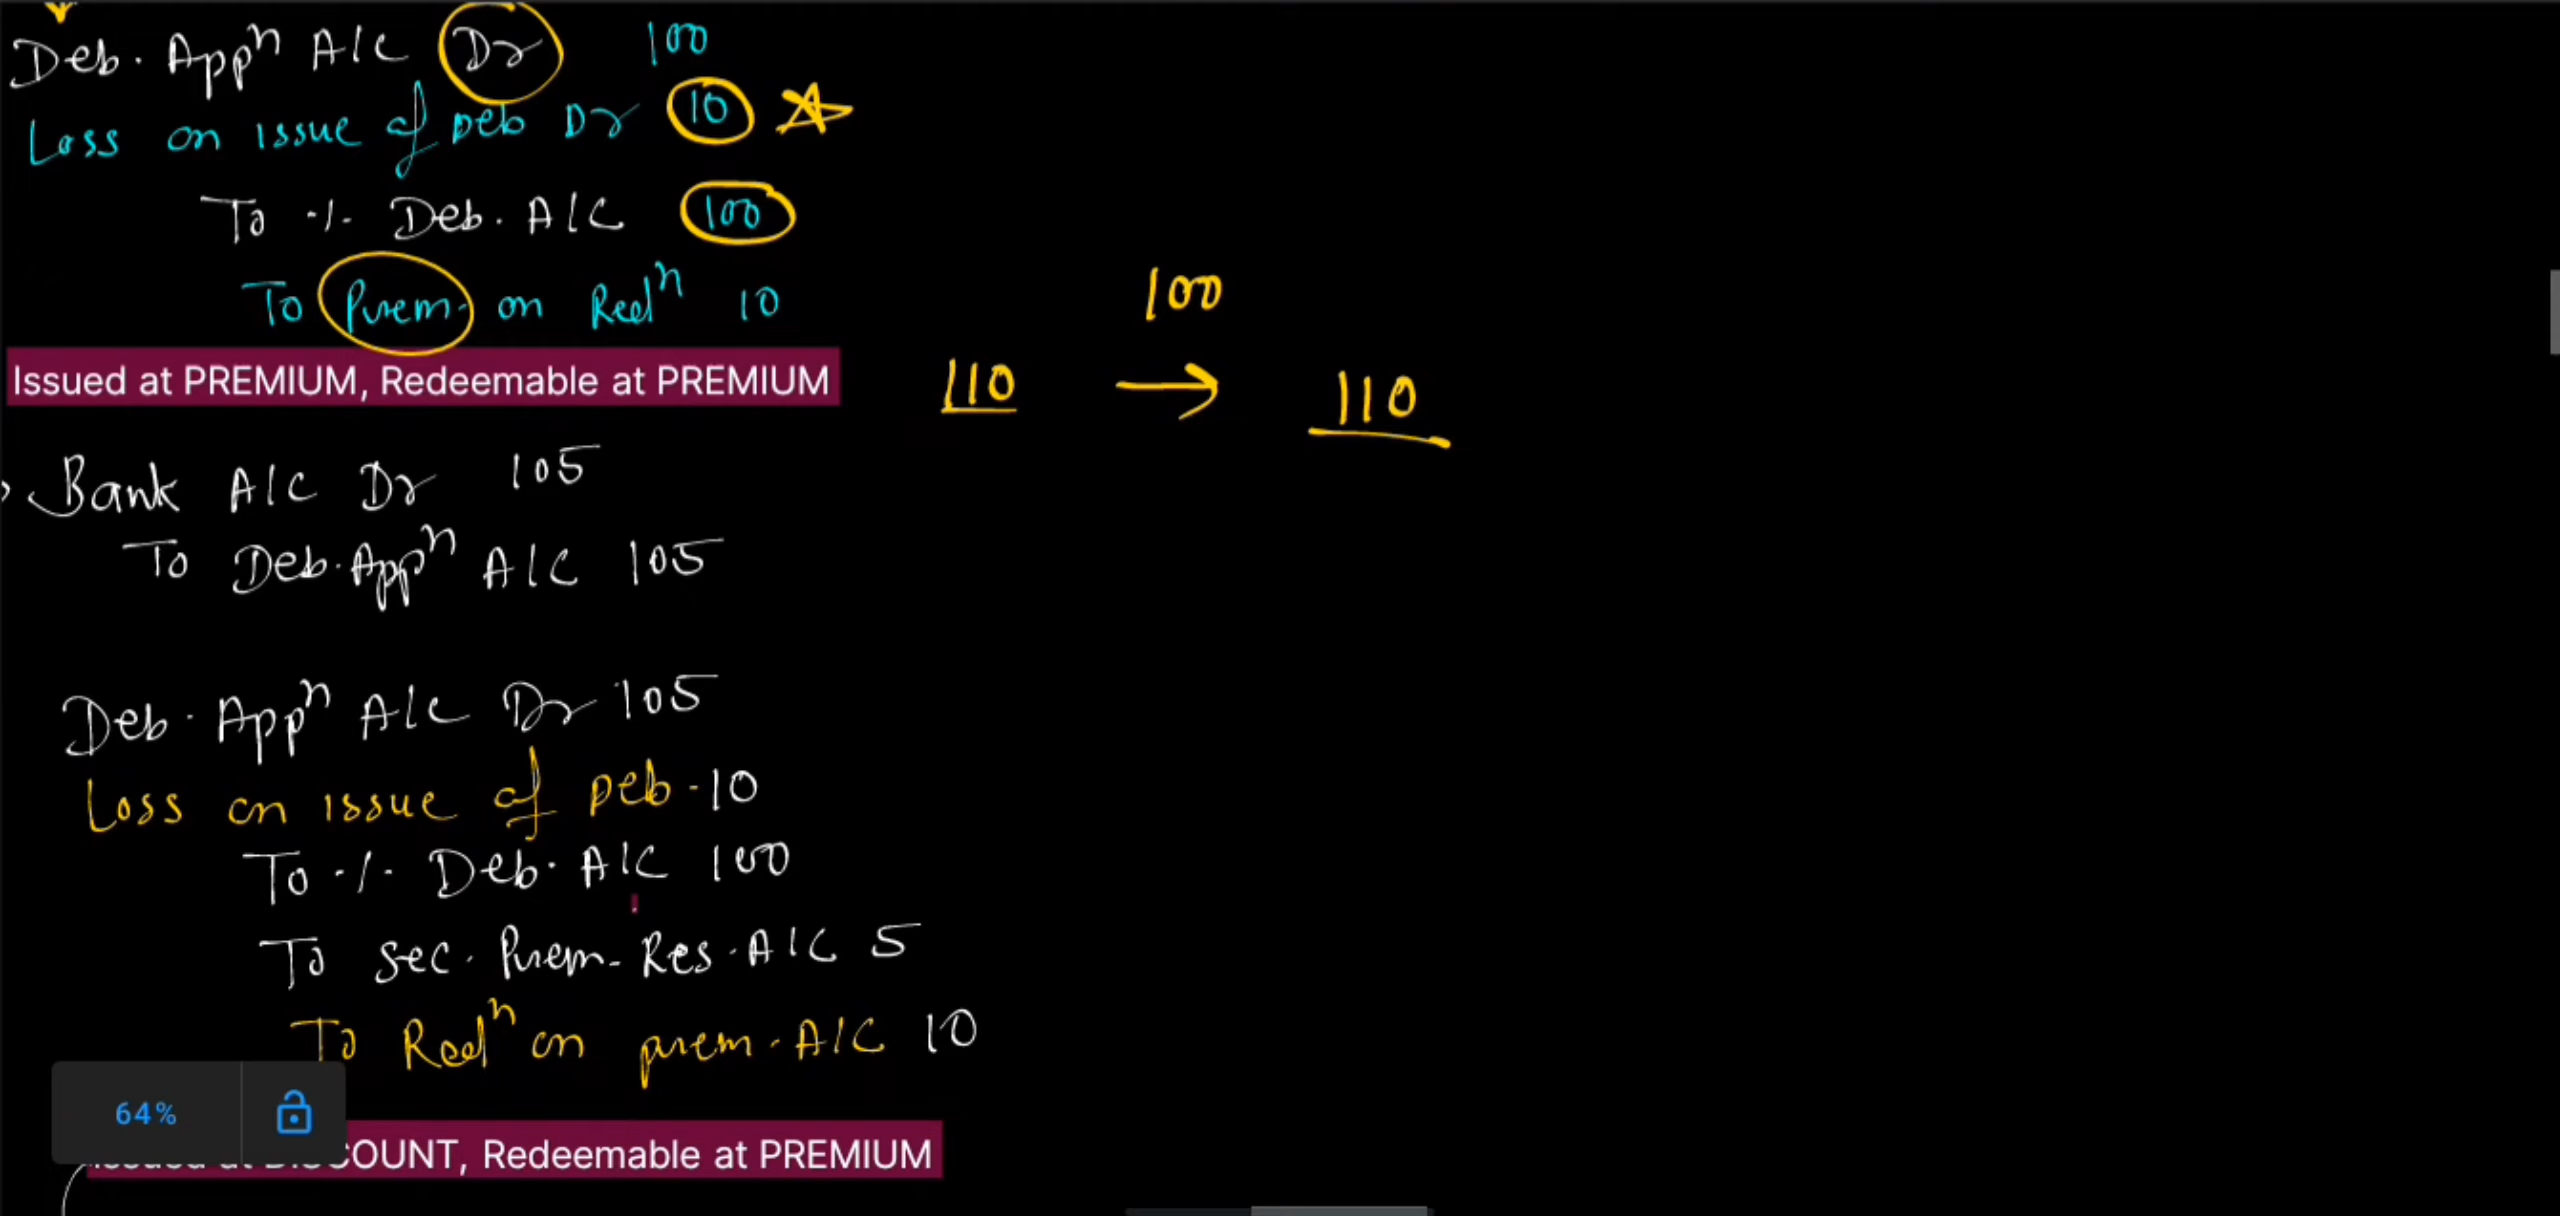 Deb. Appn A/C Dr 100
Loss on issue of Deb Dr 10
To -/- Deb. A/C 100
To Prem. on Redn 10
100
Issued at PREMIUM, Redeemable at PREMIUM 110 → 110
Bank A/C Dr 105
To Deb. Appn A/C 105
Deb. Appn A/C Dr 105
Loss on issue of Deb. 10
To -/- Deb. A/C 100
To Sec. Prem. Res. A/C 5
To Redn on prem. A/C 10
64%
COUNT, Redeemable at PREMIUM